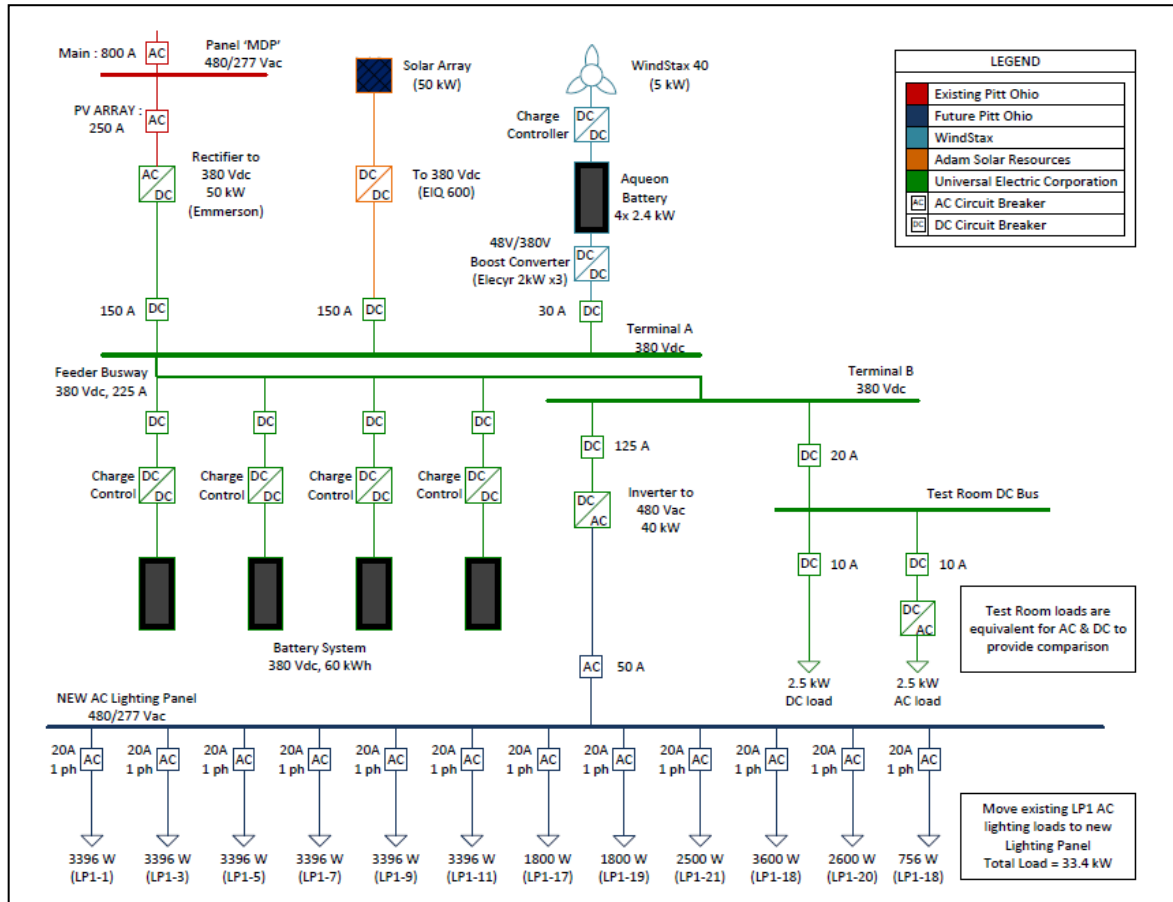 Main : 800 A
AC
Panel 'MDP'
480/277 Vac
PV ARRAY :
250 A
AC
Rectifier to
380 Vdc
50 kW
(Emmerson)
AC
DC
150 A
DC
Solar Array
(50 kW)
DC
DC
To 380 Vdc
(EIQ 600)
150 A
DC
WindStax 40
(5 kW)
Charge
Controller
DC
DC
Aqueon
Battery
4x 2.4 kW
48V/380V
Boost Converter
(Elecyr 2kW x3)
DC
DC
30 A
DC
LEGEND
Existing Pitt Ohio
Future Pitt Ohio
WindStax
Adam Solar Resources
Universal Electric Corporation
AC
AC Circuit Breaker
DC
DC Circuit Breaker
Terminal A
380 Vdc
Feeder Busway
380 Vdc, 225 A
Terminal B
380 Vdc
DC
DC
DC
DC
Charge
Control
DC
DC
Charge
Control
DC
DC
Charge
Control
DC
DC
Charge
Control
DC
DC
Battery System
380 Vdc, 60 kWh
DC
125 A
DC
AC
Inverter to
480 Vac
40 kW
AC
50 A
DC
20 A
Test Room DC Bus
DC
10 A
DC
10 A
DC
AC
2.5 kW
DC load
2.5 kW
AC load
Test Room loads are
equivalent for AC & DC to
provide comparison
NEW AC Lighting Panel
480/277 Vac
20A
1 ph
AC
20A
1 ph
AC
20A
1 ph
AC
20A
1 ph
AC
20A
1 ph
AC
20A
1 ph
AC
20A
1 ph
AC
20A
1 ph
AC
20A
1 ph
AC
20A
1 ph
AC
20A
1 ph
AC
20A
1 ph
AC
3396 W
(LP1-1)
3396 W
(LP1-3)
3396 W
(LP1-5)
3396 W
(LP1-7)
3396 W
(LP1-9)
3396 W
(LP1-11)
1800 W
(LP1-17)
1800 W
(LP1-19)
2500 W
(LP1-21)
3600 W
(LP1-18)
2600 W
(LP1-20)
756 W
(LP1-18)
Move existing LP1 AC
lighting loads to new
Lighting Panel
Total Load = 33.4 kW